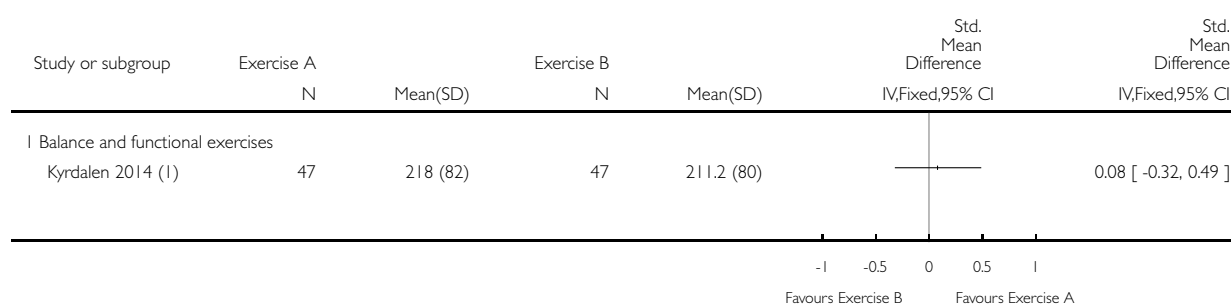 Std. Std.
Mean Mean
Study or subgroup Exercise A Exercise B Difference Difference
N Mean(SD) N Mean(SD) IV,Fixed,95% CI IV,Fixed,95% CI
1 Balance and functional exercises
Kyrdalen 2014 (1) 47 218 (82) 47 211.2 (80) 0.08 [ -0.32, 0.49 ]
-1 -0.5 0 0.5 1
Favours Exercise B Favours Exercise A